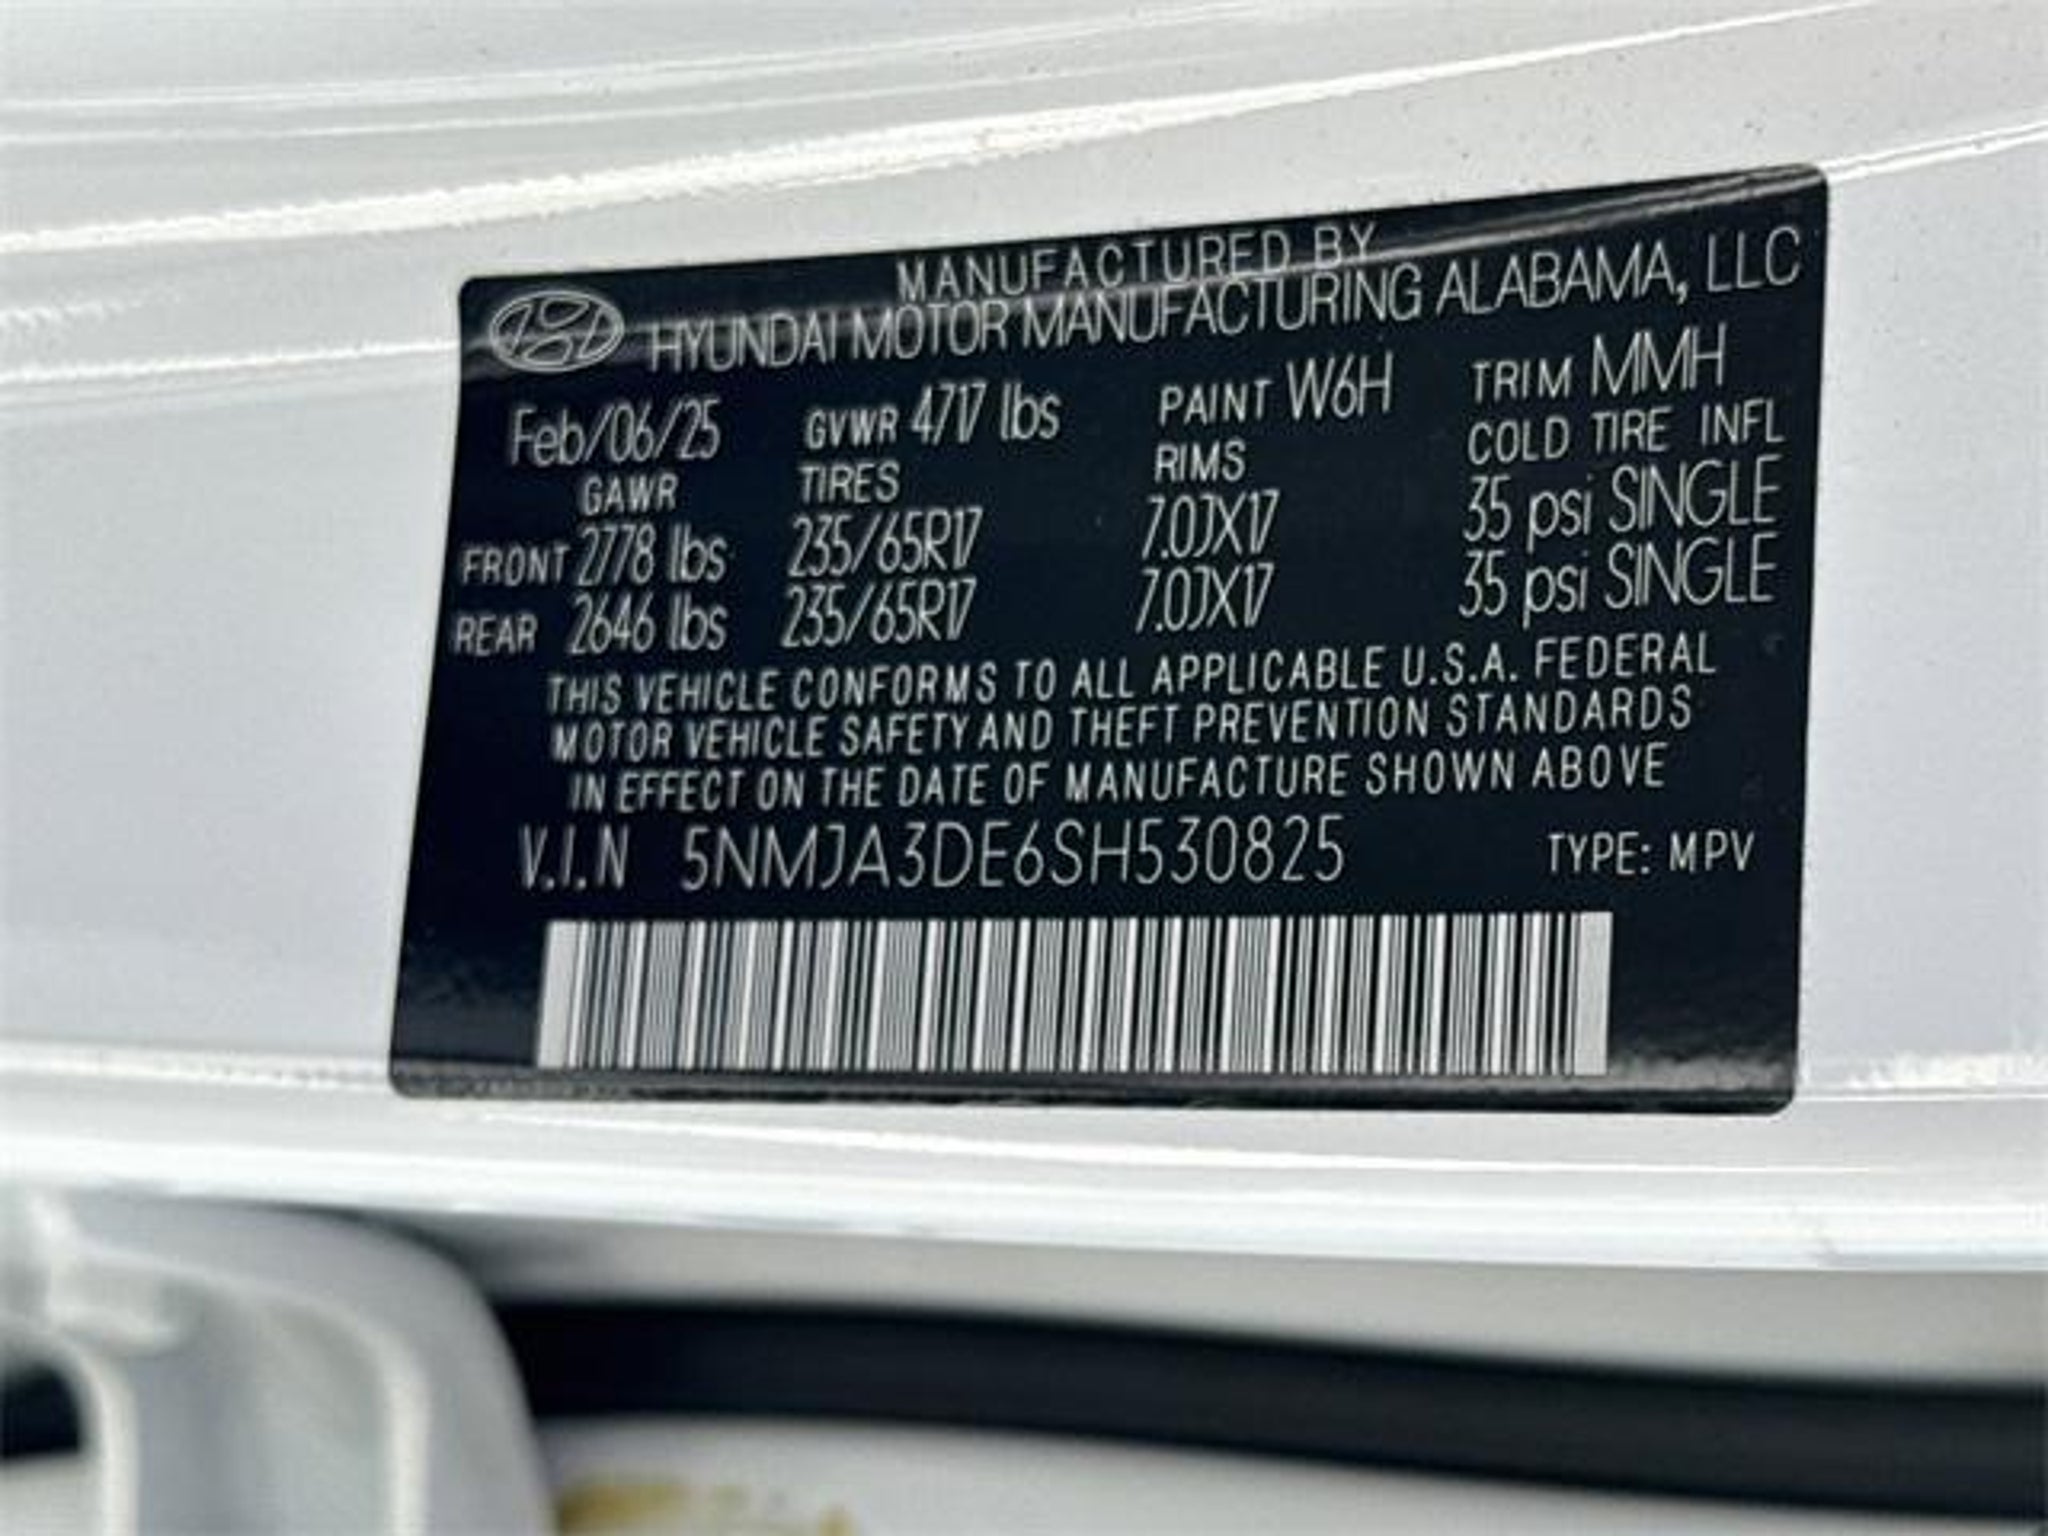 MANUFACTURED BY
HYUNDAI MOTOR MANUFACTURING ALABAMA, LLC
Feb/06/25 GVWR 4717 lbs PAINT W6H TRIM MMH
GAWR TIRES RIMS COLD TIRE INFL
FRONT 2778 lbs 235/65R17 7.0JX17 35 psi SINGLE
REAR 2646 lbs 235/65R17 7.0JX17 35 psi SINGLE
THIS VEHICLE CONFORMS TO ALL APPLICABLE U.S.A. FEDERAL
MOTOR VEHICLE SAFETY AND THEFT PREVENTION STANDARDS
IN EFFECT ON THE DATE OF MANUFACTURE SHOWN ABOVE
V.I.N 5NMJA3DE6SH530825 TYPE: MPV